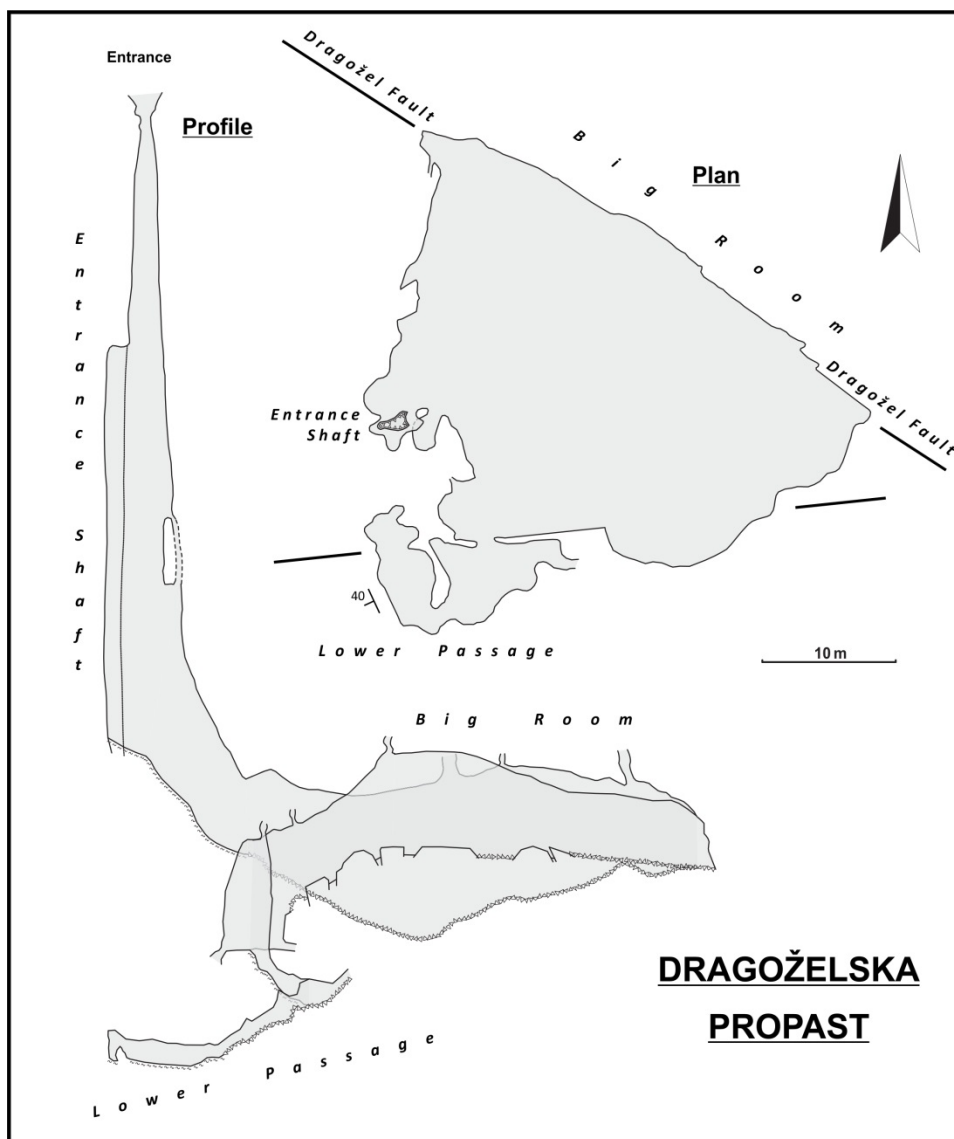 Entrance
Profile
Entrance Shaft
Dragožel Fault
Big Room
Plan
Dragožel Fault
Entrance
Shaft
40
Lower Passage
10 m
Big Room
DRAGOŽELSKA
PROPAST
Lower Passage